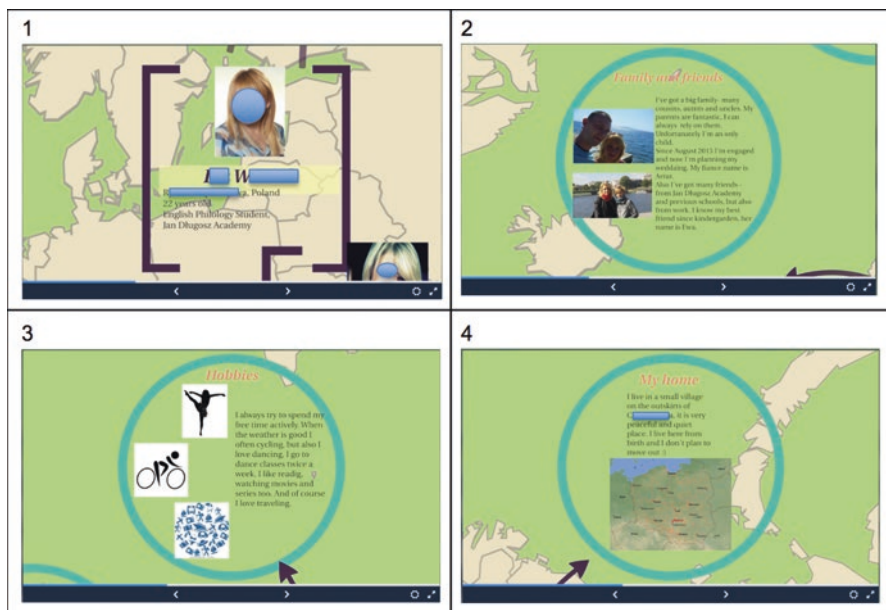 1
W
Poland
22 years old
English Philology Student,
Jan Długosz Academy
2
Family and friends
I've got a big family- many
cousins, autnts and uncles. My
parents are fantastic, I can
always rely on them.
Unfortunately I'm an only
child.
Since August 2015 I'm engaged
and now I'm planning my
wedding. My fiance name is
Also I've got many friends-
from Jan Długosz Academy
and previous schools, but also
from work. I know my best
friend since kindergarden, her
name is Ewa.
3
Hobbies
I always try to spend my
free time actively. When
the weather is good I
often cycling, but also I
love dancing. I go to
dance classes twice a
week. I like readig,
watching movies and
series too. And of course
I love traveling.
4
My home
I live in a small village
on the outskirts of
it is very
peaceful and quiet
place. I live here from
birth and I don't plan to
move out :)